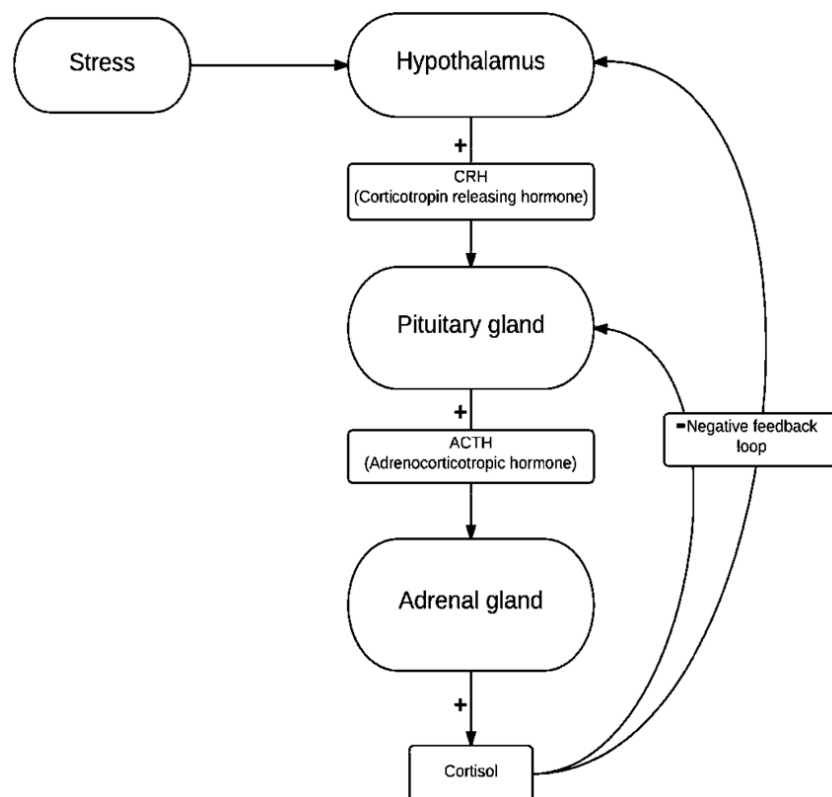 Stress
Hypothalamus
+
CRH
(Corticotropin releasing hormone)
Pituitary gland
+
ACTH
(Adrenocorticotropic hormone)
-Negative feedback
loop
Adrenal gland
+
Cortisol